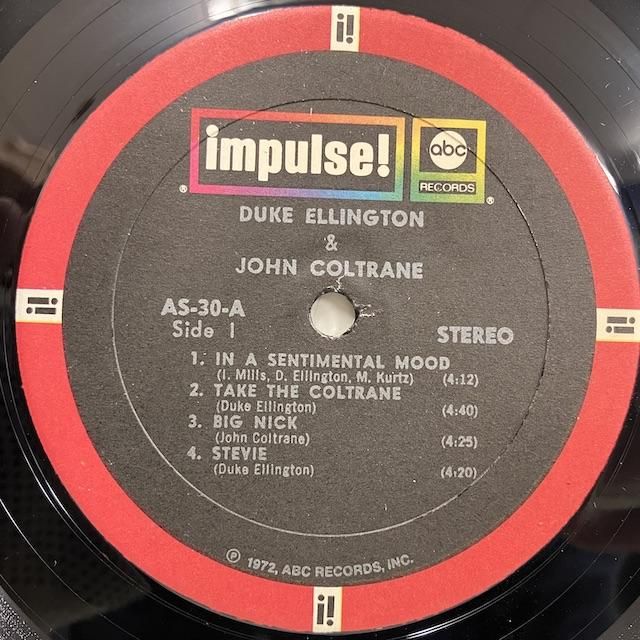 i!
impulse!
abc
RECORDS
®
®
DUKE ELLINGTON
&
JOHN COLTRANE
AS-30-A
Side 1
STEREO
i!
i!
1. IN A SENTIMENTAL MOOD
(I. Mills, D. Ellington, M. Kurtz) (4:12)
2. TAKE THE COLTRANE
(Duke Ellington) (4:40)
3. BIG NICK
(John Coltrane) (4:25)
4. STEVIE
(Duke Ellington) (4:20)
℗ 1972, ABC RECORDS, INC.
i!